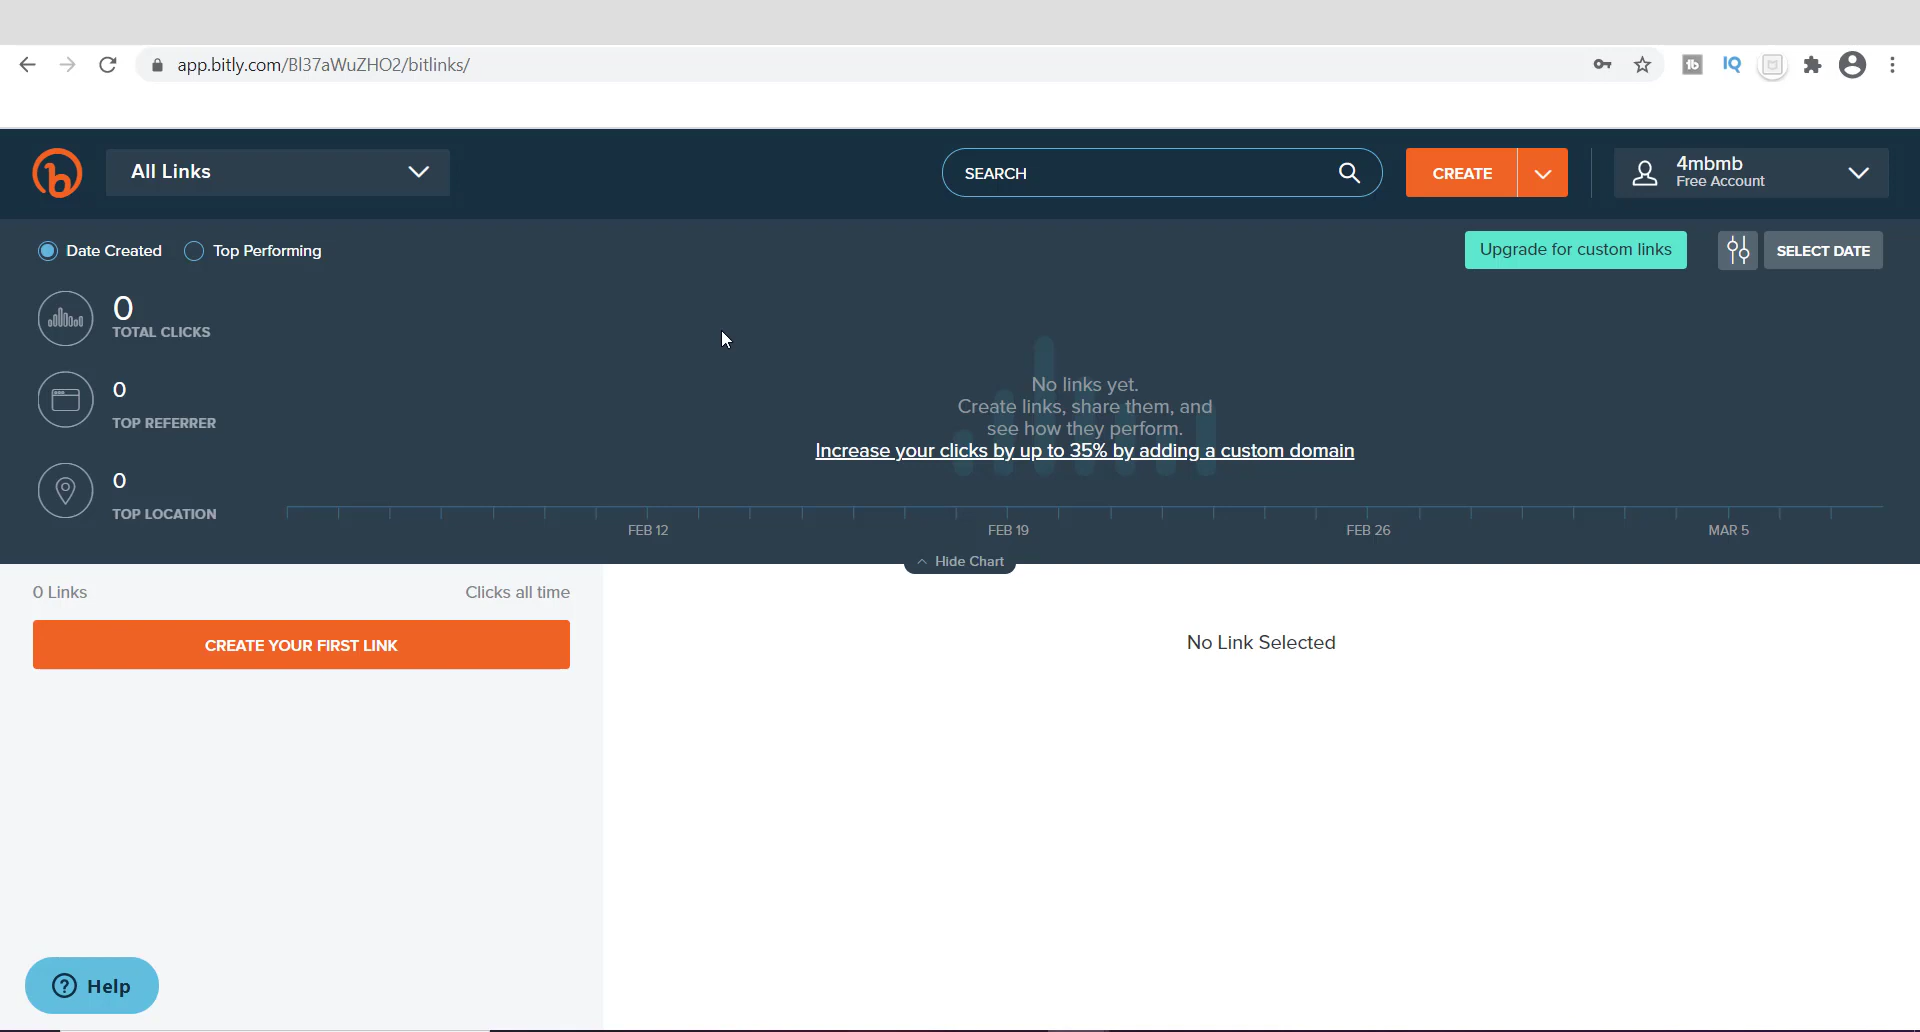 app.bitly.com/Bl37aWuZHO2/bitlinks/
All Links
SEARCH
CREATE
4mbmb
Free Account
Date Created
Top Performing
Upgrade for custom links
SELECT DATE
0
TOTAL CLICKS
0
TOP REFERRER
0
TOP LOCATION
No links yet.
Create links, share them, and
see how they perform.
Increase your clicks by up to 35% by adding a custom domain
FEB 12
FEB 19
FEB 26
MAR 5
Hide Chart
0 Links
Clicks all time
CREATE YOUR FIRST LINK
No Link Selected
? Help
IQ